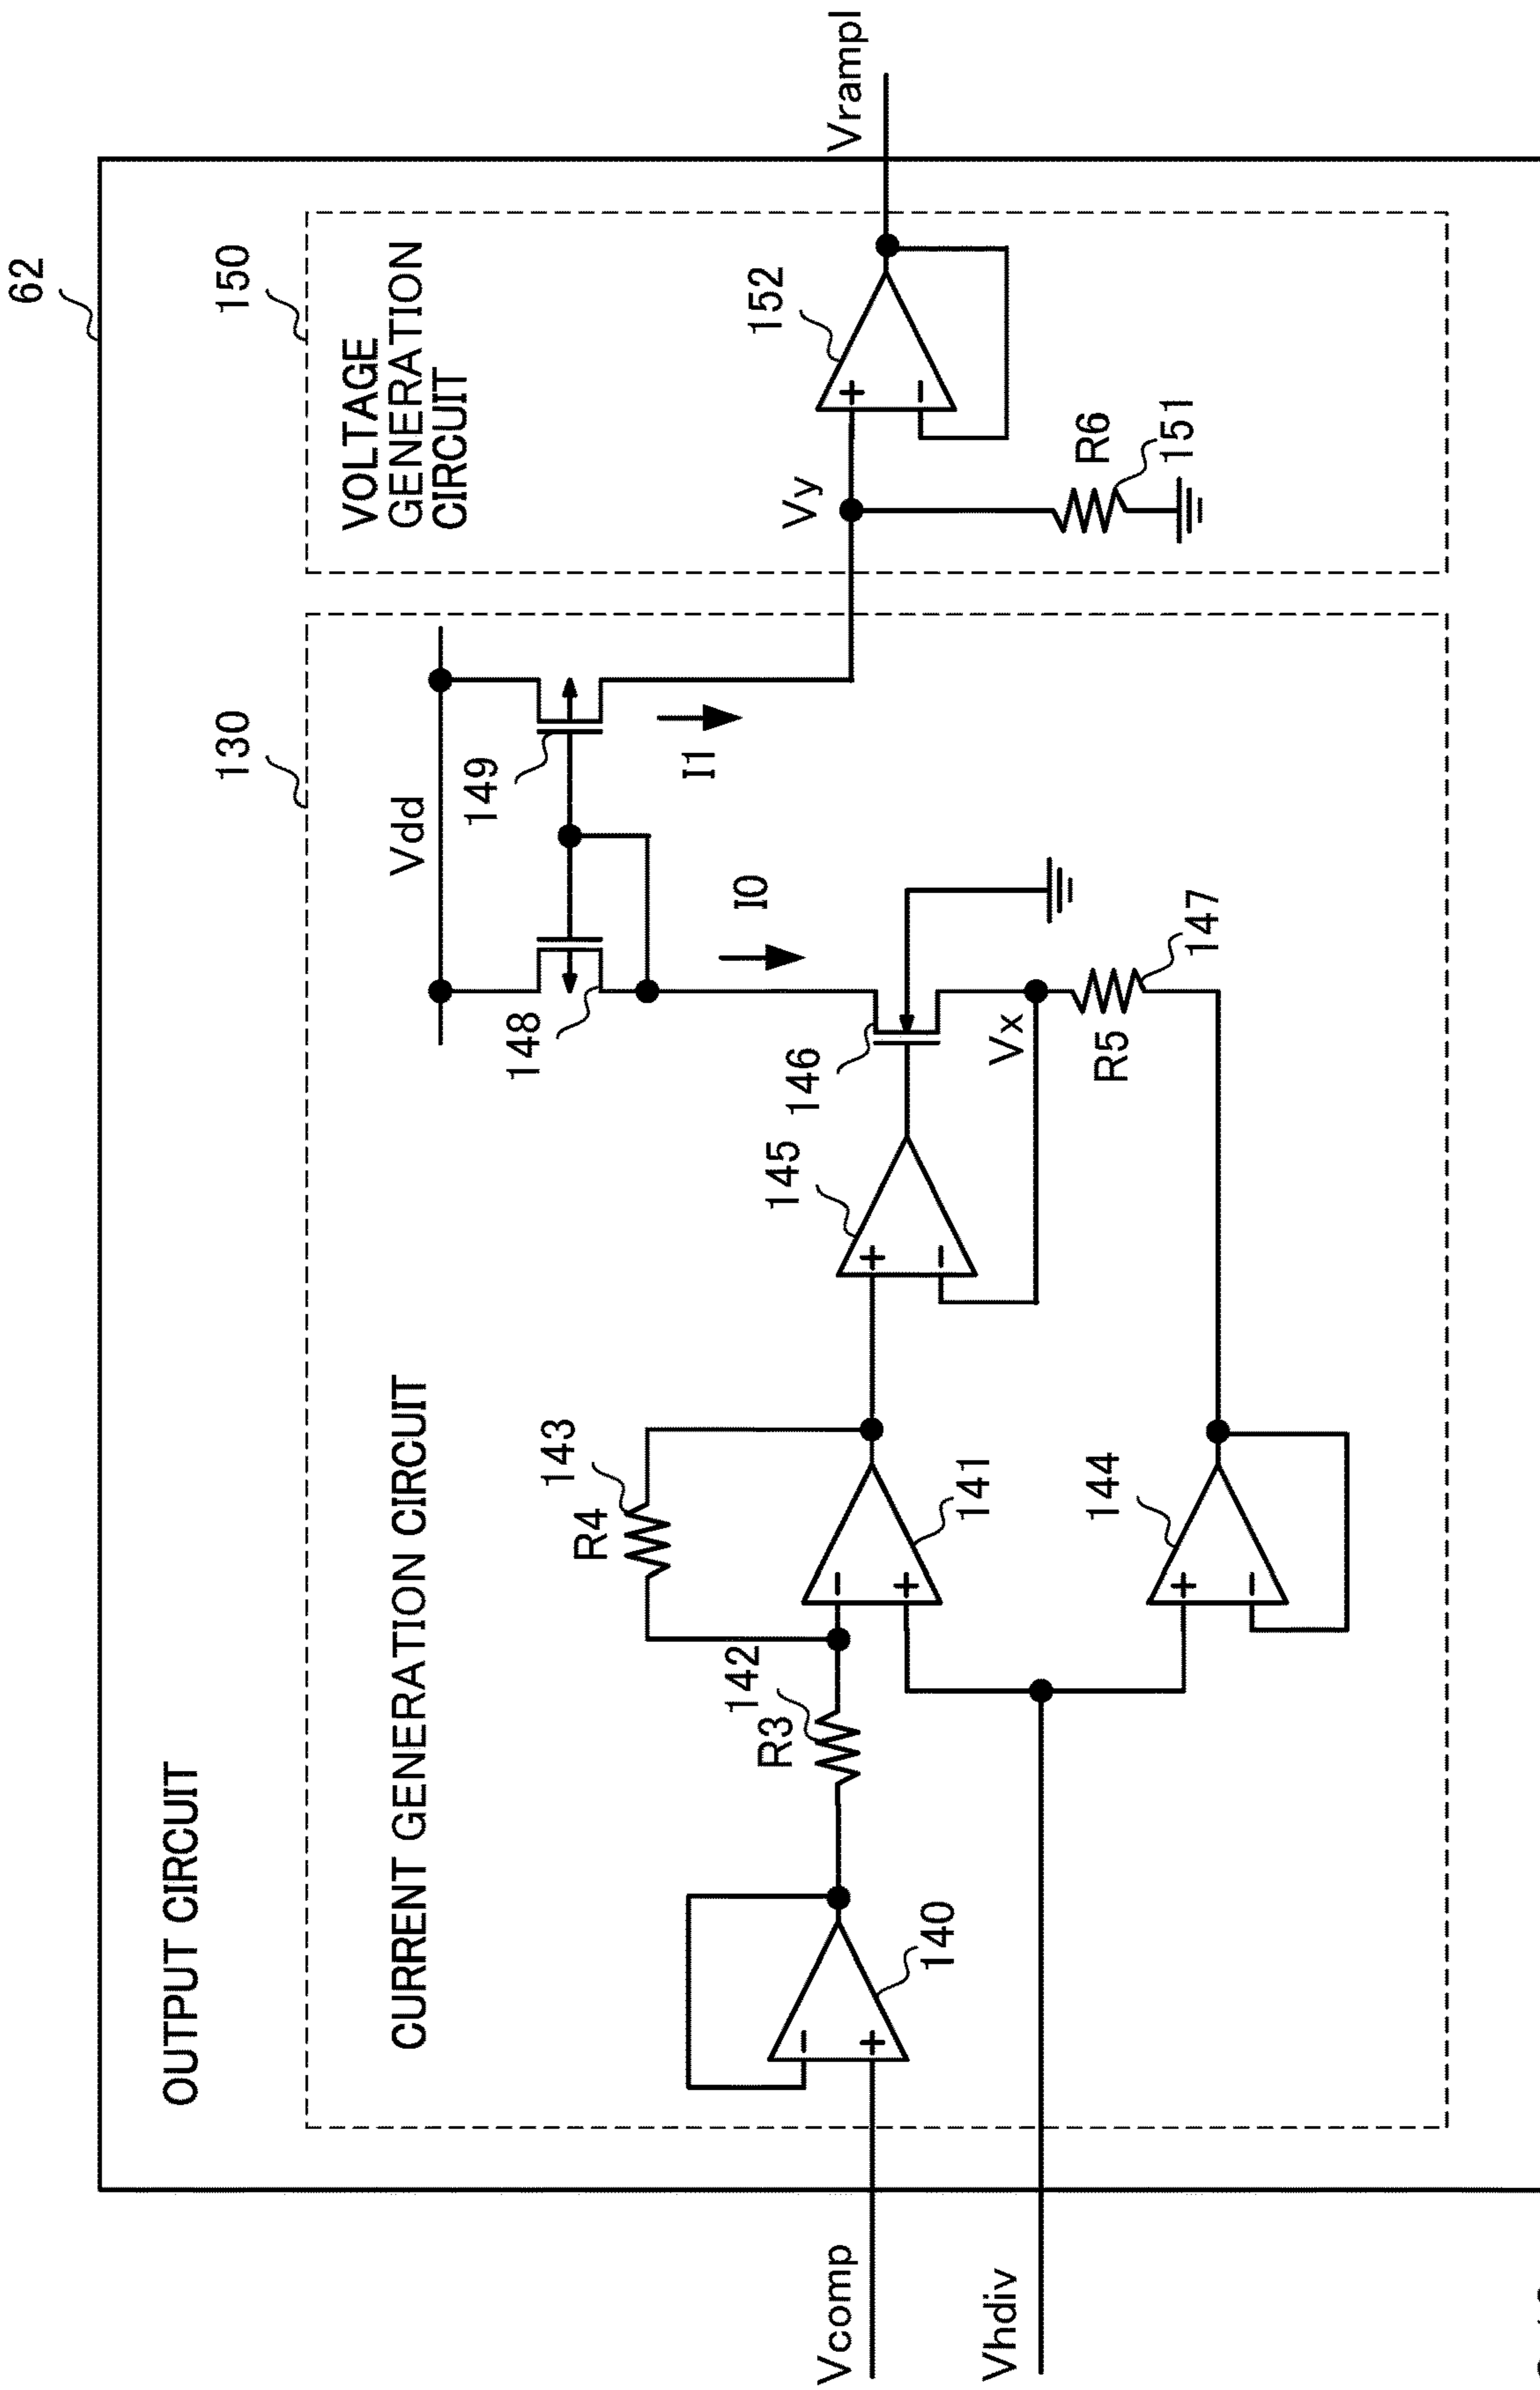 62
OUTPUT CIRCUIT
130
150
CURRENT GENERATION CIRCUIT
VOLTAGE
GENERATION
CIRCUIT
Vdd
148
149
I0
I1
R4
143
R3
142
140
141
144
145
146
Vx
R5
147
Vy
152
R6
151
Vcomp
Vhdiv
Vrampl
+
−
−
+
+
−
+
−
+
−